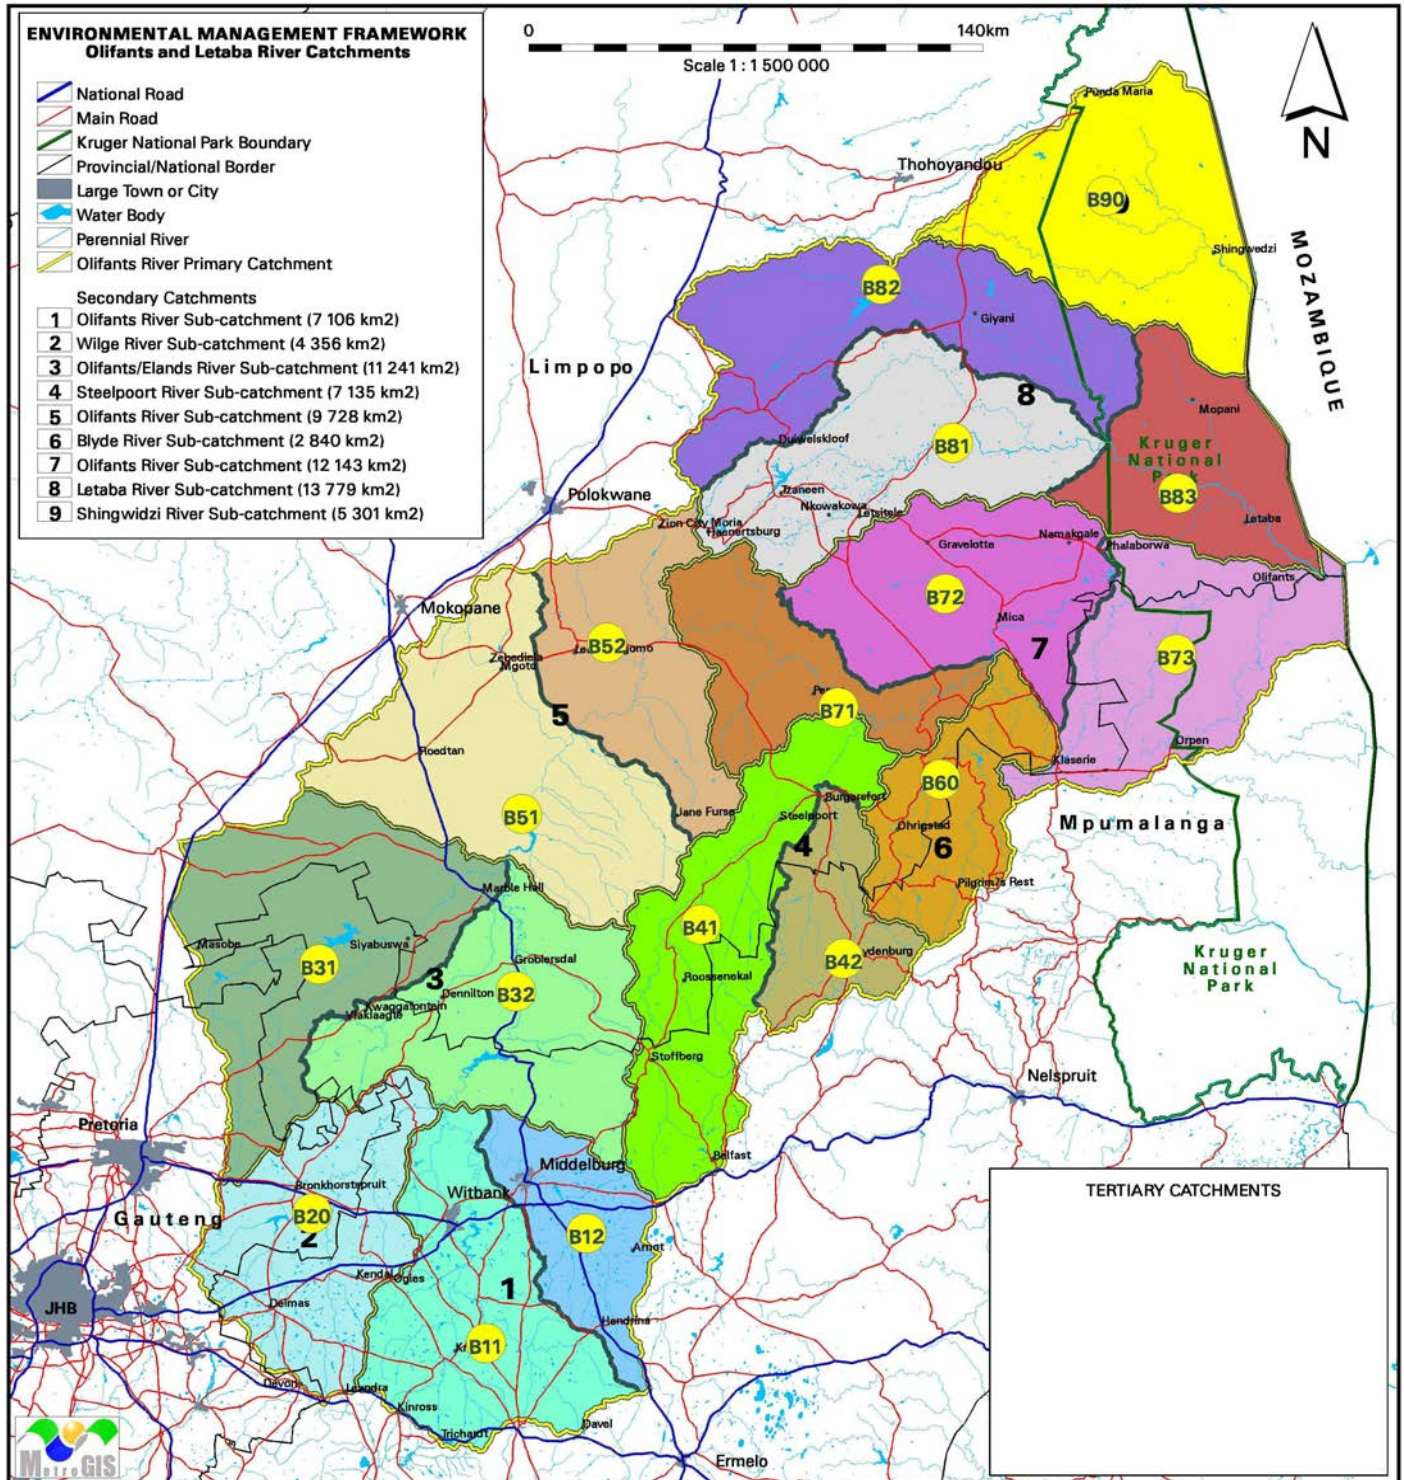 ENVIRONMENTAL MANAGEMENT FRAMEWORK
Olifants and Letaba River Catchments
National Road
Main Road
Kruger National Park Boundary
Provincial/National Border
Large Town or City
Water Body
Perennial River
Olifants River Primary Catchment
Secondary Catchments
1 Olifants River Sub-catchment (7 106 km2)
2 Wilge River Sub-catchment (4 356 km2)
3 Olifants/Elands River Sub-catchment (11 241 km2)
4 Steelpoort River Sub-catchment (7 135 km2)
5 Olifants River Sub-catchment (9 728 km2)
6 Blyde River Sub-catchment (2 840 km2)
7 Olifants River Sub-catchment (12 143 km2)
8 Letaba River Sub-catchment (13 779 km2)
9 Shingwidzi River Sub-catchment (5 301 km2)
0 140km
Scale 1 : 1 500 000
N
Punda Maria
Thohoyandou
B90
Shingwedzi
MOZAMBIQUE
B82
Giyani
Limpopo
8
Mopani
Duiwelskloof
B81
Kruger
National
Park
B83
Tzaneen
Polokwane
Nkowakowa
Letsitele
Letaba
Zion City Moria
Haenertsburg
Gravelotte
Namakgale
Phalaborwa
Olifants
Mokopane
B72
Mica
7
B52
Zebediela
Mgoto
B73
B71
5
Orpen
Roedtan
Klaserie
B60
Burgersfort
B51
Jane Furse
Steelpoort
Ohrigstad
Mpumalanga
4
6
Marble Hall
Pilgrim's Rest
B41
Masobe
Siyabuswa
B31
Groblersdal
B42
Kruger
National
Park
3
Dennilton
B32
Roossenekal
Kwaggafontein
Vlaklaagte
Stoffberg
Nelspruit
Pretoria
Belfast
Middelburg
Bronkhorstspruit
Witbank
TERTIARY CATCHMENTS
Gauteng
B20
2
B12
Arnot
Kendal
Ogies
1
JHB
Delmas
Hendrina
B11
Devon
Leandra
Kinross
Trichardt
Davel
Ermelo
MetroGIS